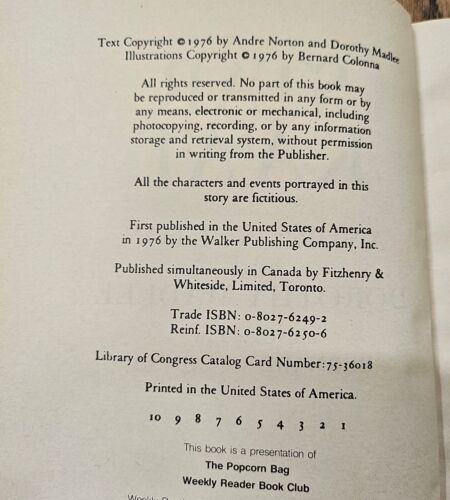 Text Copyright © 1976 by Andre Norton and Dorothy Madlee
Illustrations Copyright © 1976 by Bernard Colonna
All rights reserved. No part of this book may
be reproduced or transmitted in any form or by
any means, electronic or mechanical, including
photocopying, recording, or by any information
storage and retrieval system, without permission
in writing from the Publisher.
All the characters and events portrayed in this
story are fictitious.
First published in the United States of America
in 1976 by the Walker Publishing Company, Inc.
Published simultaneously in Canada by Fitzhenry &
Whiteside, Limited, Toronto.
Trade ISBN: 0-8027-6249-2
Reinf. ISBN: 0-8027-6250-6
Library of Congress Catalog Card Number:75-36018
Printed in the United States of America.
10 9 8 7 6 5 4 3 2 1
This book is a presentation of
The Popcorn Bag
Weekly Reader Book Club